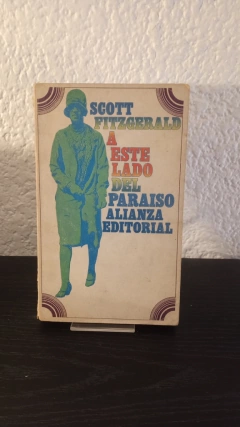 SCOTT
FITZGERALD
A
ESTE
LADO
DEL
PARAISO
ALIANZA
EDITORIAL